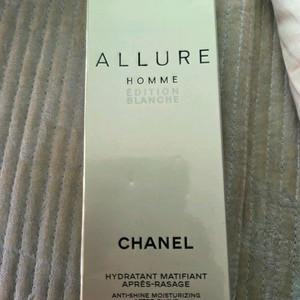 ALLURE
HOMME
ÉDITION
BLANCHE
CHANEL
HYDRATANT MATIFIANT
APRÈS-RASAGE
ANTI-SHINE MOISTURIZING